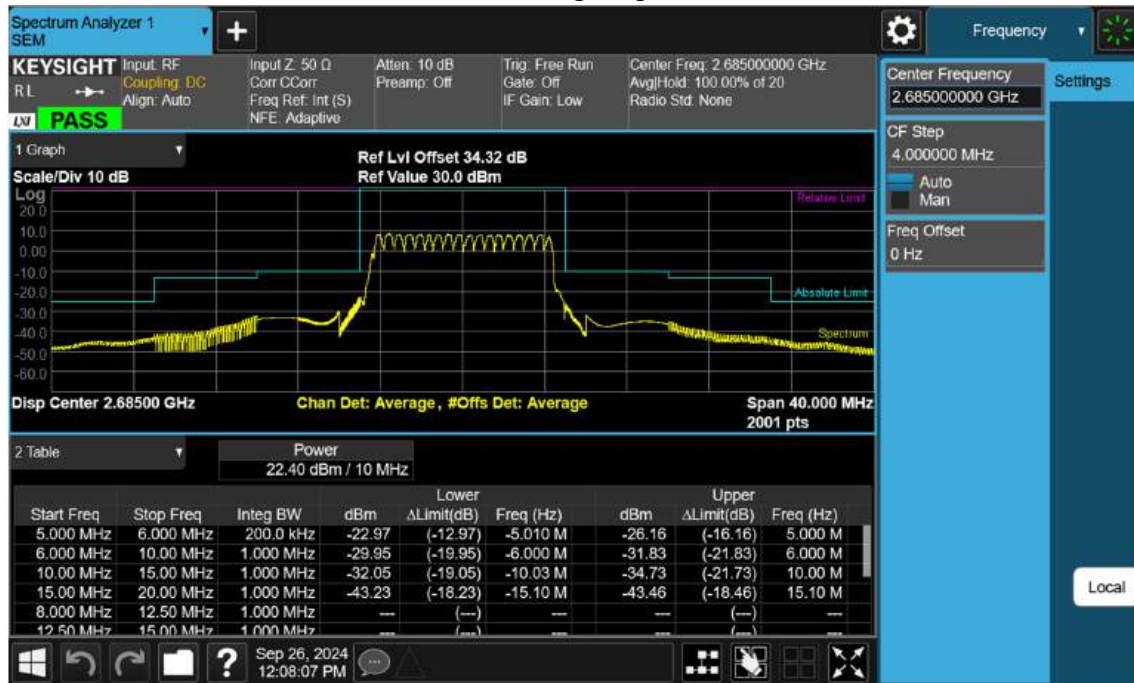 Spectrum Analyzer 1
SEM
Frequency
KEYSIGHT
RL
LXI
PASS
Input: RF
Coupling: DC
Align: Auto
Input Z: 50 Ω
Corr CCorr
Freq Ref: Int (S)
NFE: Adaptive
Atten: 10 dB
Preamp: Off
Trig: Free Run
Gate: Off
IF Gain: Low
Center Freq: 2.685000000 GHz
Avg|Hold: 100.00% of 20
Radio Std: None
Center Frequency
2.685000000 GHz
Settings
CF Step
4.000000 MHz
Auto
Man
Freq Offset
0 Hz
Local
1 Graph
Scale/Div 10 dB
Ref Lvl Offset 34.32 dB
Ref Value 30.0 dBm
Log
20.0
10.0
0.00
-10.0
-20.0
-30.0
-40.0
-50.0
-60.0
Relative Limit
Absolute Limit
Spectrum
Disp Center 2.68500 GHz
Chan Det: Average, #Offs Det: Average
Span 40.000 MHz
2001 pts
2 Table
Power
22.40 dBm / 10 MHz
Lower Upper
Start Freq Stop Freq Integ BW dBm ΔLimit(dB) Freq (Hz) dBm ΔLimit(dB) Freq (Hz)
5.000 MHz 6.000 MHz 200.0 kHz -22.97 (-12.97) -5.010 M -26.16 (-16.16) 5.000 M
6.000 MHz 10.00 MHz 1.000 MHz -29.95 (-19.95) -6.000 M -31.83 (-21.83) 6.000 M
10.00 MHz 15.00 MHz 1.000 MHz -32.05 (-19.05) -10.03 M -34.73 (-21.73) 10.00 M
15.00 MHz 20.00 MHz 1.000 MHz -43.23 (-18.23) -15.10 M -43.46 (-18.46) 15.10 M
8.000 MHz 12.50 MHz 1.000 MHz --- (---) --- --- (---) ---
12.50 MHz 15.00 MHz 1.000 MHz --- (---) --- --- (---) ---
Sep 26, 2024
12:08:07 PM